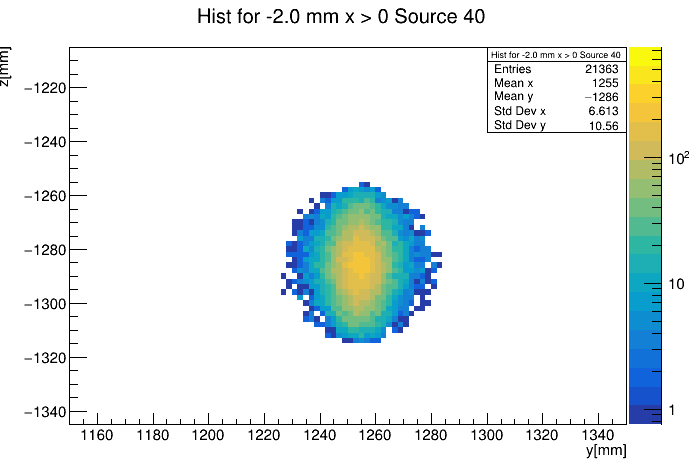 Hist for -2.0 mm x > 0 Source 40
z[mm]
Hist for -2.0 mm x > 0 Source 40
Entries 21363
Mean x 1255
Mean y −1286
Std Dev x 6.613
Std Dev y 10.56
−1220
−1240
−1260
−1280
−1300
−1320
−1340
10²
10
1
1160 1180 1200 1220 1240 1260 1280 1300 1320 1340
y[mm]